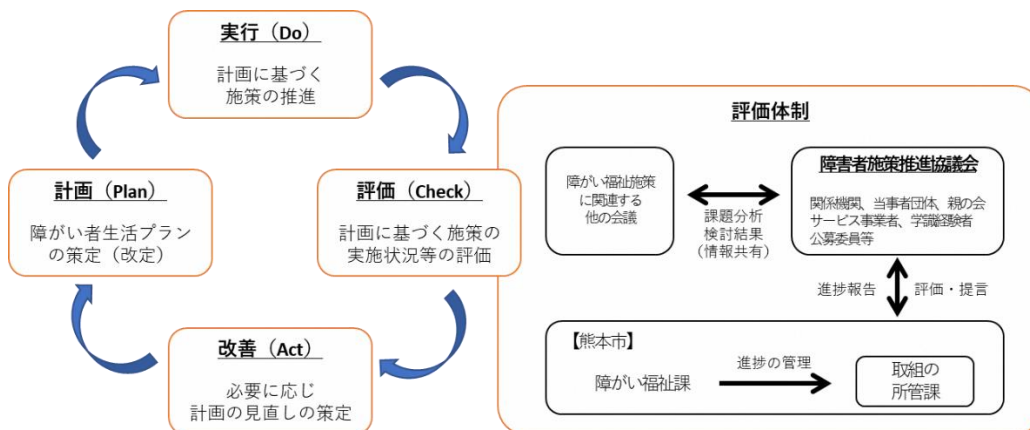 実行（Do）
計画に基づく
施策の推進
計画（Plan）
障がい者生活プラン
の策定（改定）
評価（Check）
計画に基づく施策の
実施状況等の評価
改善（Act）
必要に応じ
計画の見直しの策定
評価体制
障がい福祉施策
に関連する
他の会議
課題分析
検討結果
（情報共有）
障害者施策推進協議会
関係機関、当事者団体、親の会
サービス事業者、学識経験者
公募委員等
進捗報告
評価・提言
【熊本市】
障がい福祉課
進捗の管理
取組の
所管課